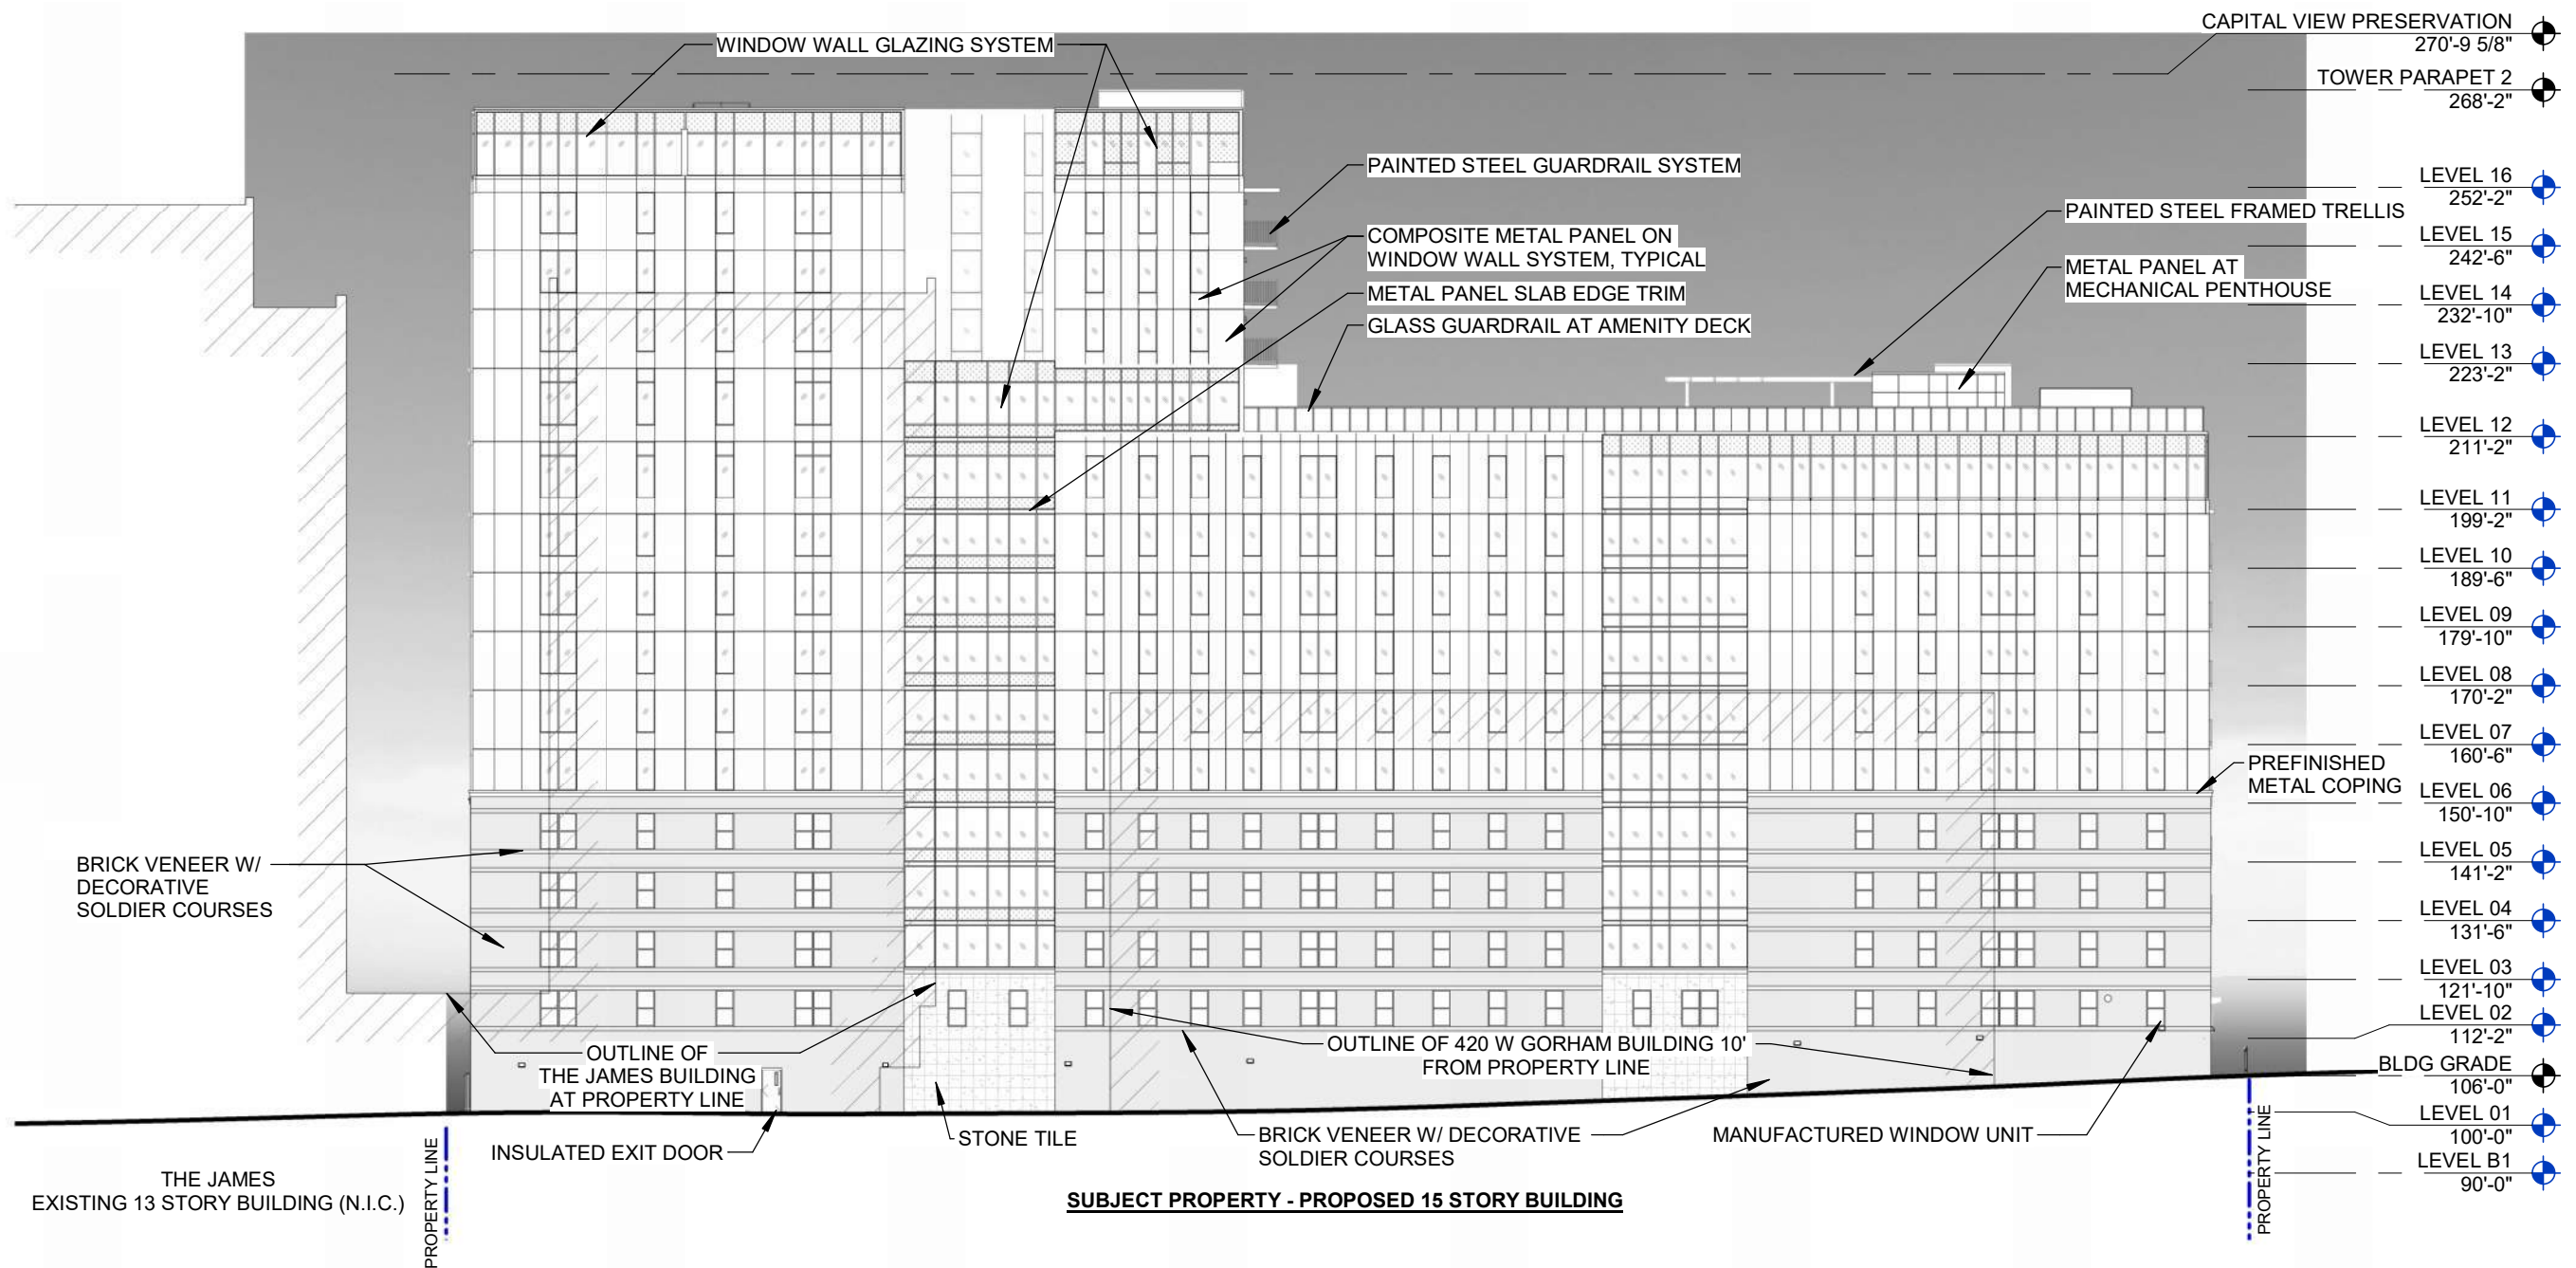 CAPITAL VIEW PRESERVATION
270'-9 5/8"
WINDOW WALL GLAZING SYSTEM
TOWER PARAPET 2
268'-2"
PAINTED STEEL GUARDRAIL SYSTEM
LEVEL 16
252'-2"
PAINTED STEEL FRAMED TRELLIS
COMPOSITE METAL PANEL ON
WINDOW WALL SYSTEM, TYPICAL
LEVEL 15
242'-6"
METAL PANEL AT
MECHANICAL PENTHOUSE
METAL PANEL SLAB EDGE TRIM
LEVEL 14
232'-10"
GLASS GUARDRAIL AT AMENITY DECK
LEVEL 13
223'-2"
LEVEL 12
211'-2"
LEVEL 11
199'-2"
LEVEL 10
189'-6"
LEVEL 09
179'-10"
LEVEL 08
170'-2"
LEVEL 07
160'-6"
PREFINISHED
METAL COPING
LEVEL 06
150'-10"
BRICK VENEER W/
DECORATIVE
SOLDIER COURSES
LEVEL 05
141'-2"
LEVEL 04
131'-6"
LEVEL 03
121'-10"
LEVEL 02
112'-2"
OUTLINE OF
THE JAMES BUILDING
AT PROPERTY LINE
OUTLINE OF 420 W GORHAM BUILDING 10'
FROM PROPERTY LINE
BLDG GRADE
106'-0"
LEVEL 01
100'-0"
INSULATED EXIT DOOR
STONE TILE
BRICK VENEER W/ DECORATIVE
SOLDIER COURSES
MANUFACTURED WINDOW UNIT
LEVEL B1
90'-0"
PROPERTY LINE
PROPERTY LINE
THE JAMES
EXISTING 13 STORY BUILDING (N.I.C.)
SUBJECT PROPERTY - PROPOSED 15 STORY BUILDING